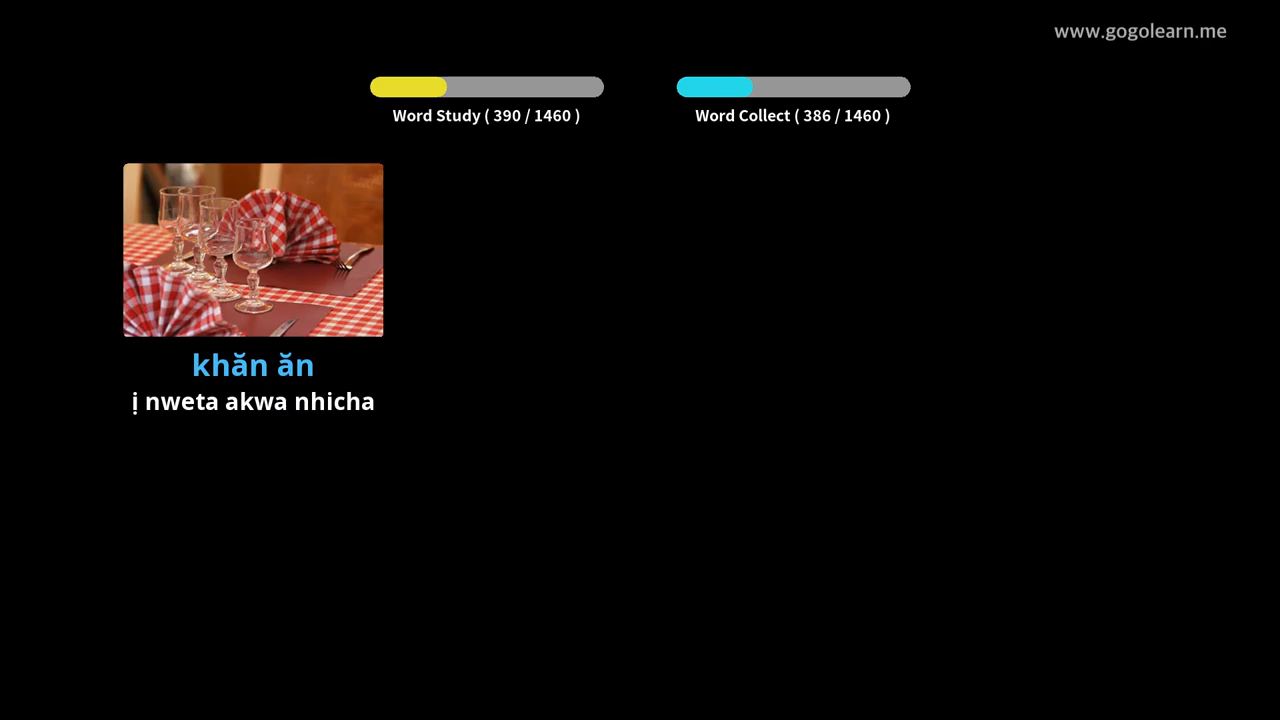 www.gogolearn.me
Word Study ( 390 / 1460 )
Word Collect ( 386 / 1460 )
khăn ăn
ị nweta akwa nhicha